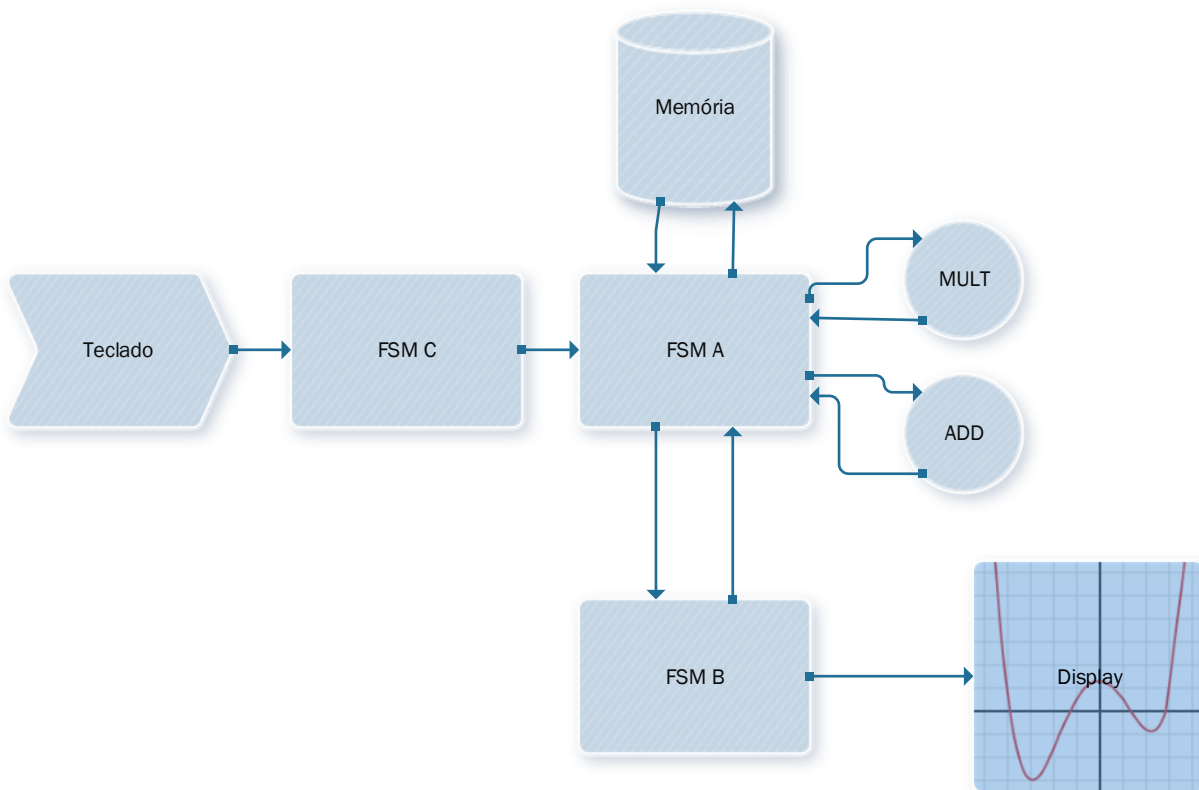 Memória
MULT
Teclado
FSM C
FSM A
ADD
FSM B
Display